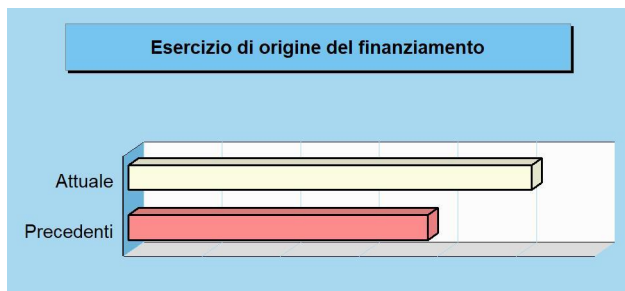 Esercizio di origine del finanziamento
Attuale
Precedenti